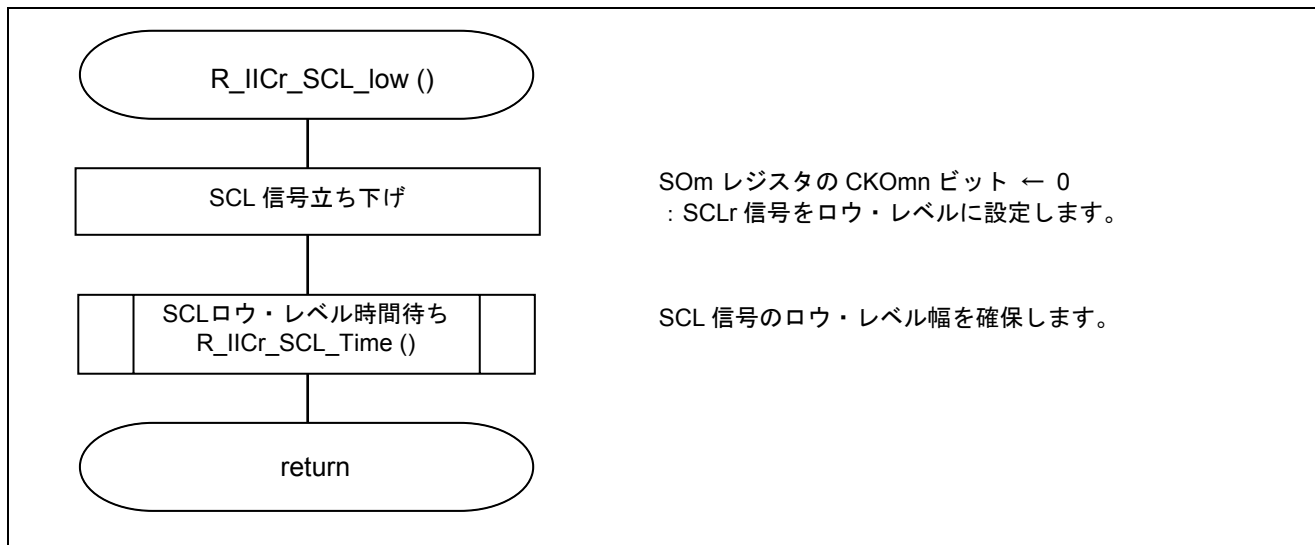 R_IICr_SCL_low ()
SCL 信号立ち下げ
SOm レジスタの CKOmn ビット ← 0
：SCLr 信号をロウ・レベルに設定します。
SCLロウ・レベル時間待ち
R_IICr_SCL_Time ()
SCL 信号のロウ・レベル幅を確保します。
return